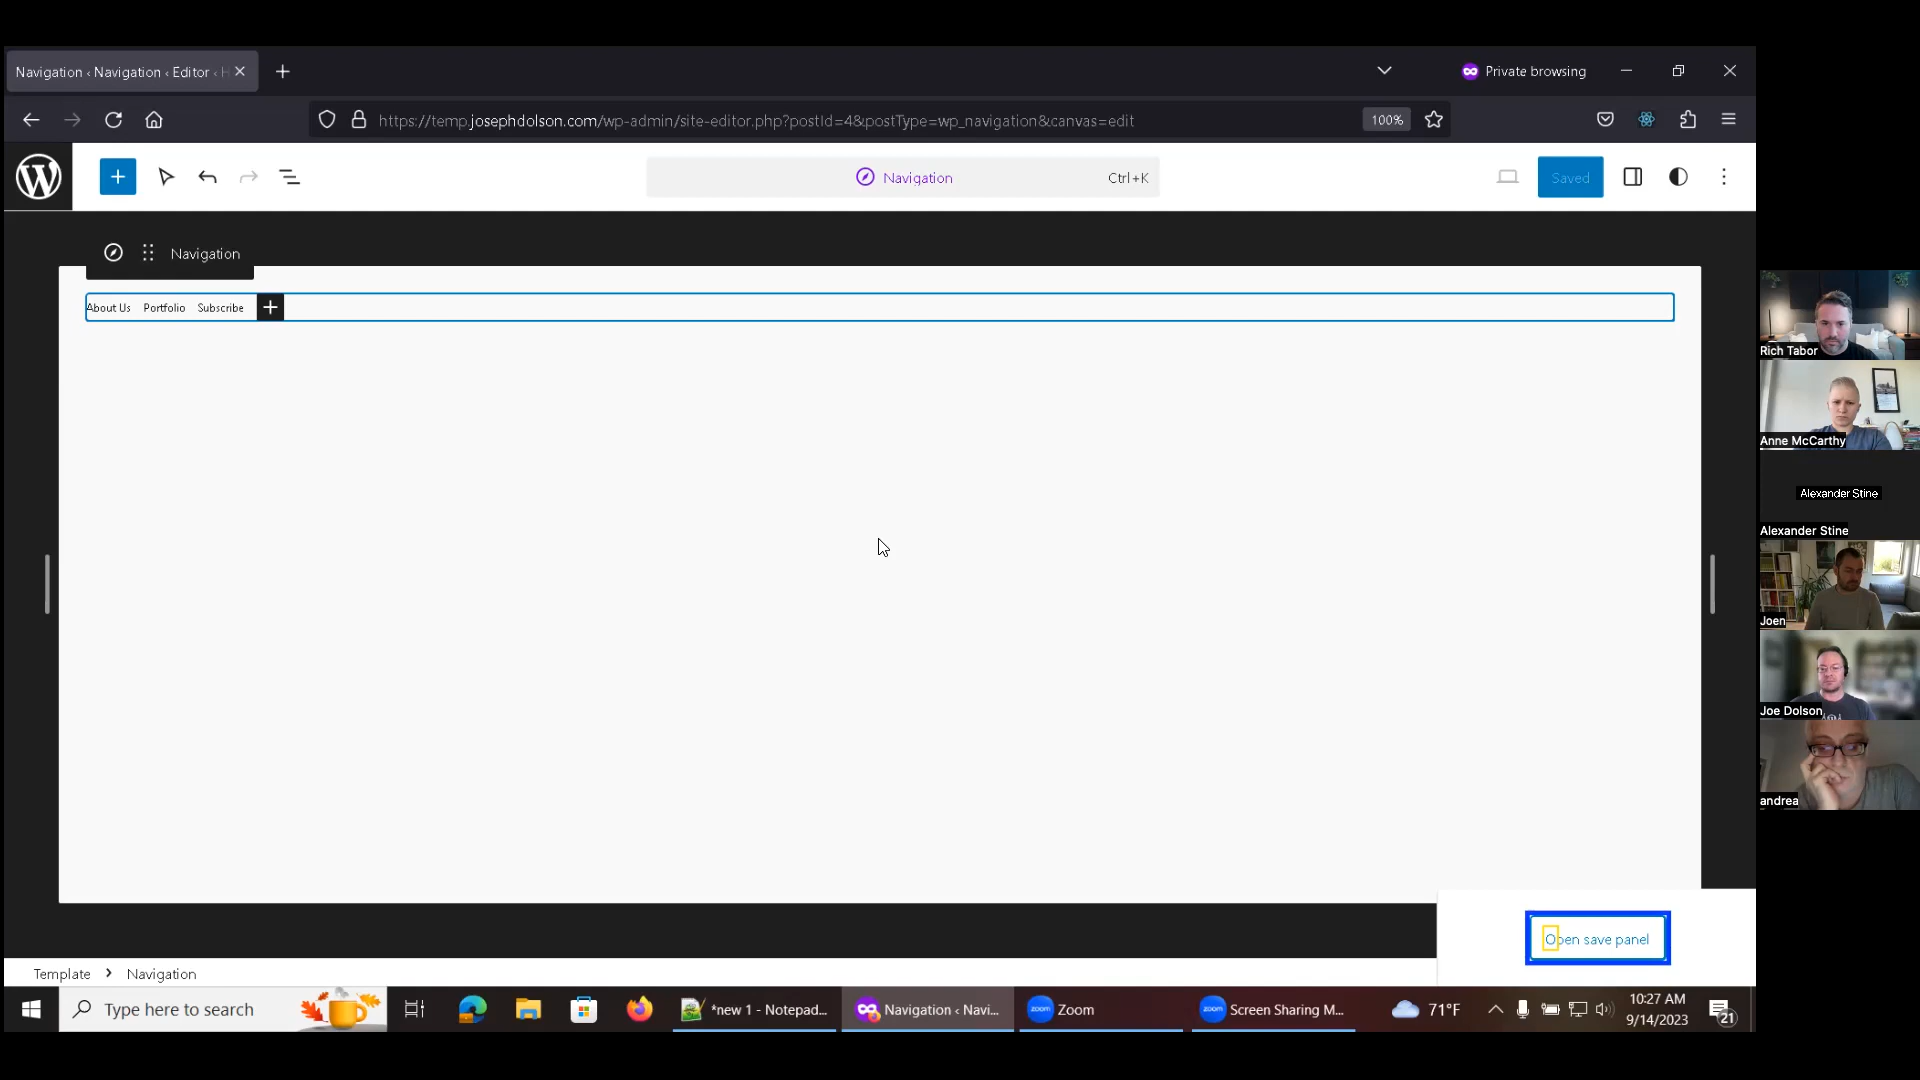 Navigation ‹ Navigation ‹ Editor ‹
Private browsing
https://temp.josephdolson.com/wp-admin/site-editor.php?postId=4&postType=wp_navigation&canvas=edit
100%
Navigation
Ctrl+K
Saved
Navigation
About Us
Portfolio
Subscribe
Rich Tabor
Anne McCarthy
Alexander Stine
Alexander Stine
Joen
Joe Dolson
andrea
Open save panel
Template
Navigation
Type here to search
*new 1 - Notepad...
Navigation ‹ Navi...
zoom
Zoom
zoom
Screen Sharing M...
71°F
10:27 AM
9/14/2023
21